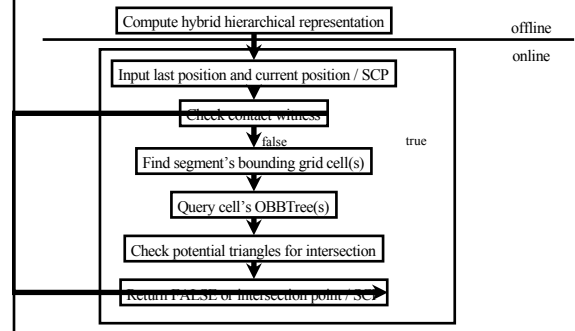 Compute hybrid hierarchical representation
offline
online
Input last position and current position / SCP
Check contact witness
false
true
Find segment's bounding grid cell(s)
Query cell's OBBTree(s)
Check potential triangles for intersection
Return FALSE or intersection point / SCP